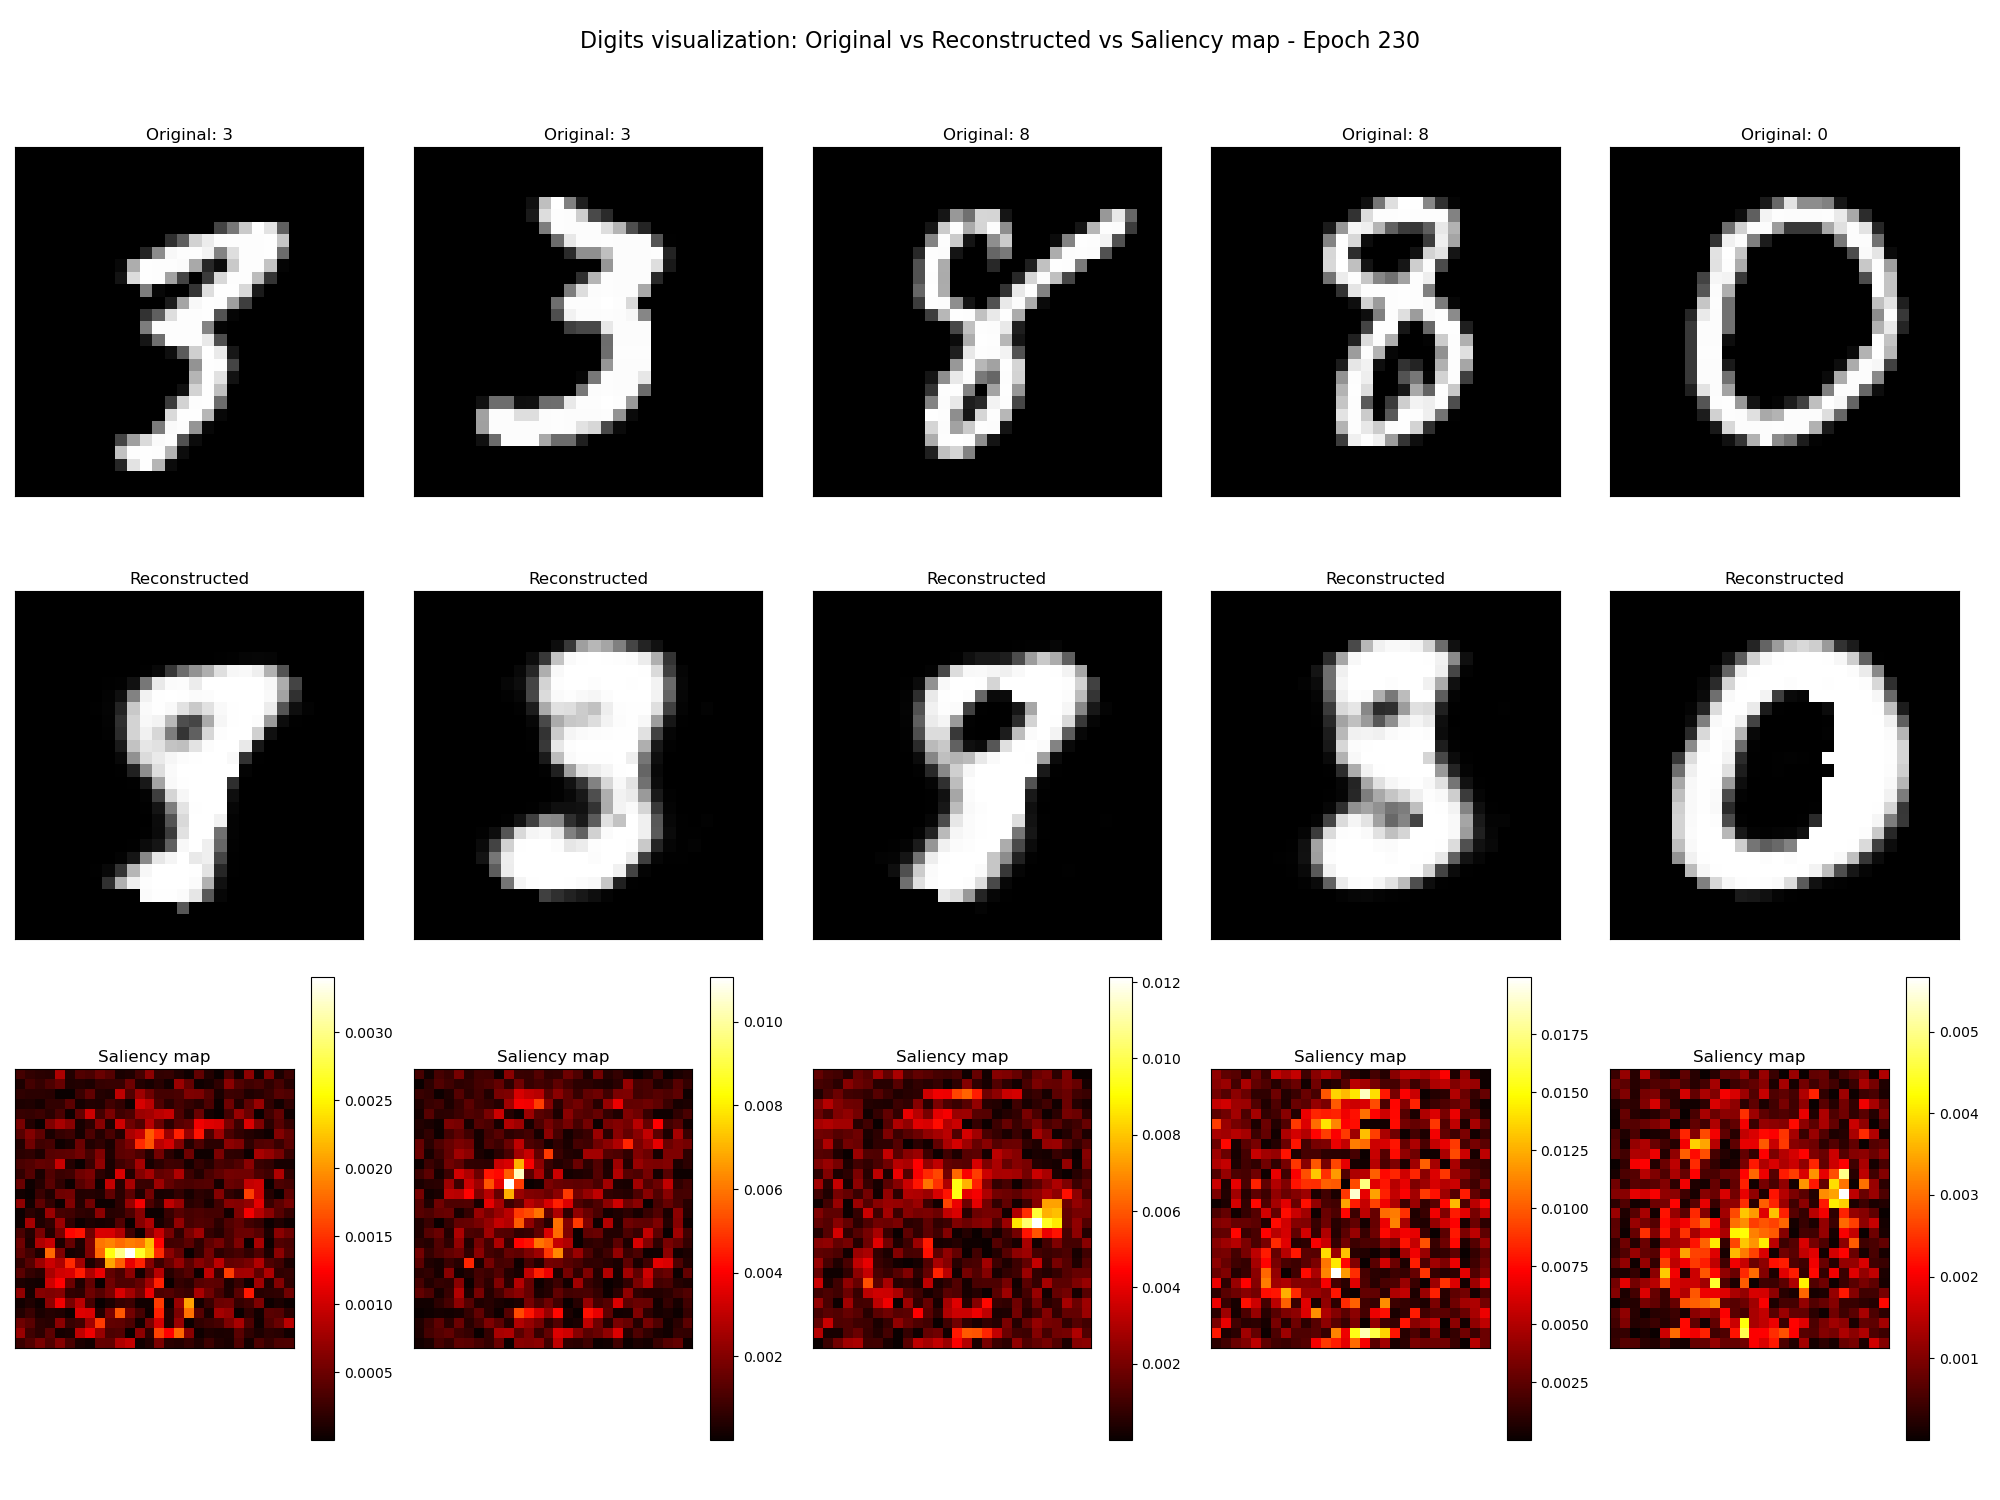 Digits visualization: Original vs Reconstructed vs Saliency map - Epoch 230
Original: 3
Original: 3
Original: 8
Original: 8
Original: 0
Reconstructed
Reconstructed
Reconstructed
Reconstructed
Reconstructed
Saliency map
0.0030
0.0025
0.0020
0.0015
0.0010
0.0005
Saliency map
0.010
0.008
0.006
0.004
0.002
Saliency map
0.012
0.010
0.008
0.006
0.004
0.002
Saliency map
0.0175
0.0150
0.0125
0.0100
0.0075
0.0050
0.0025
Saliency map
0.005
0.004
0.003
0.002
0.001